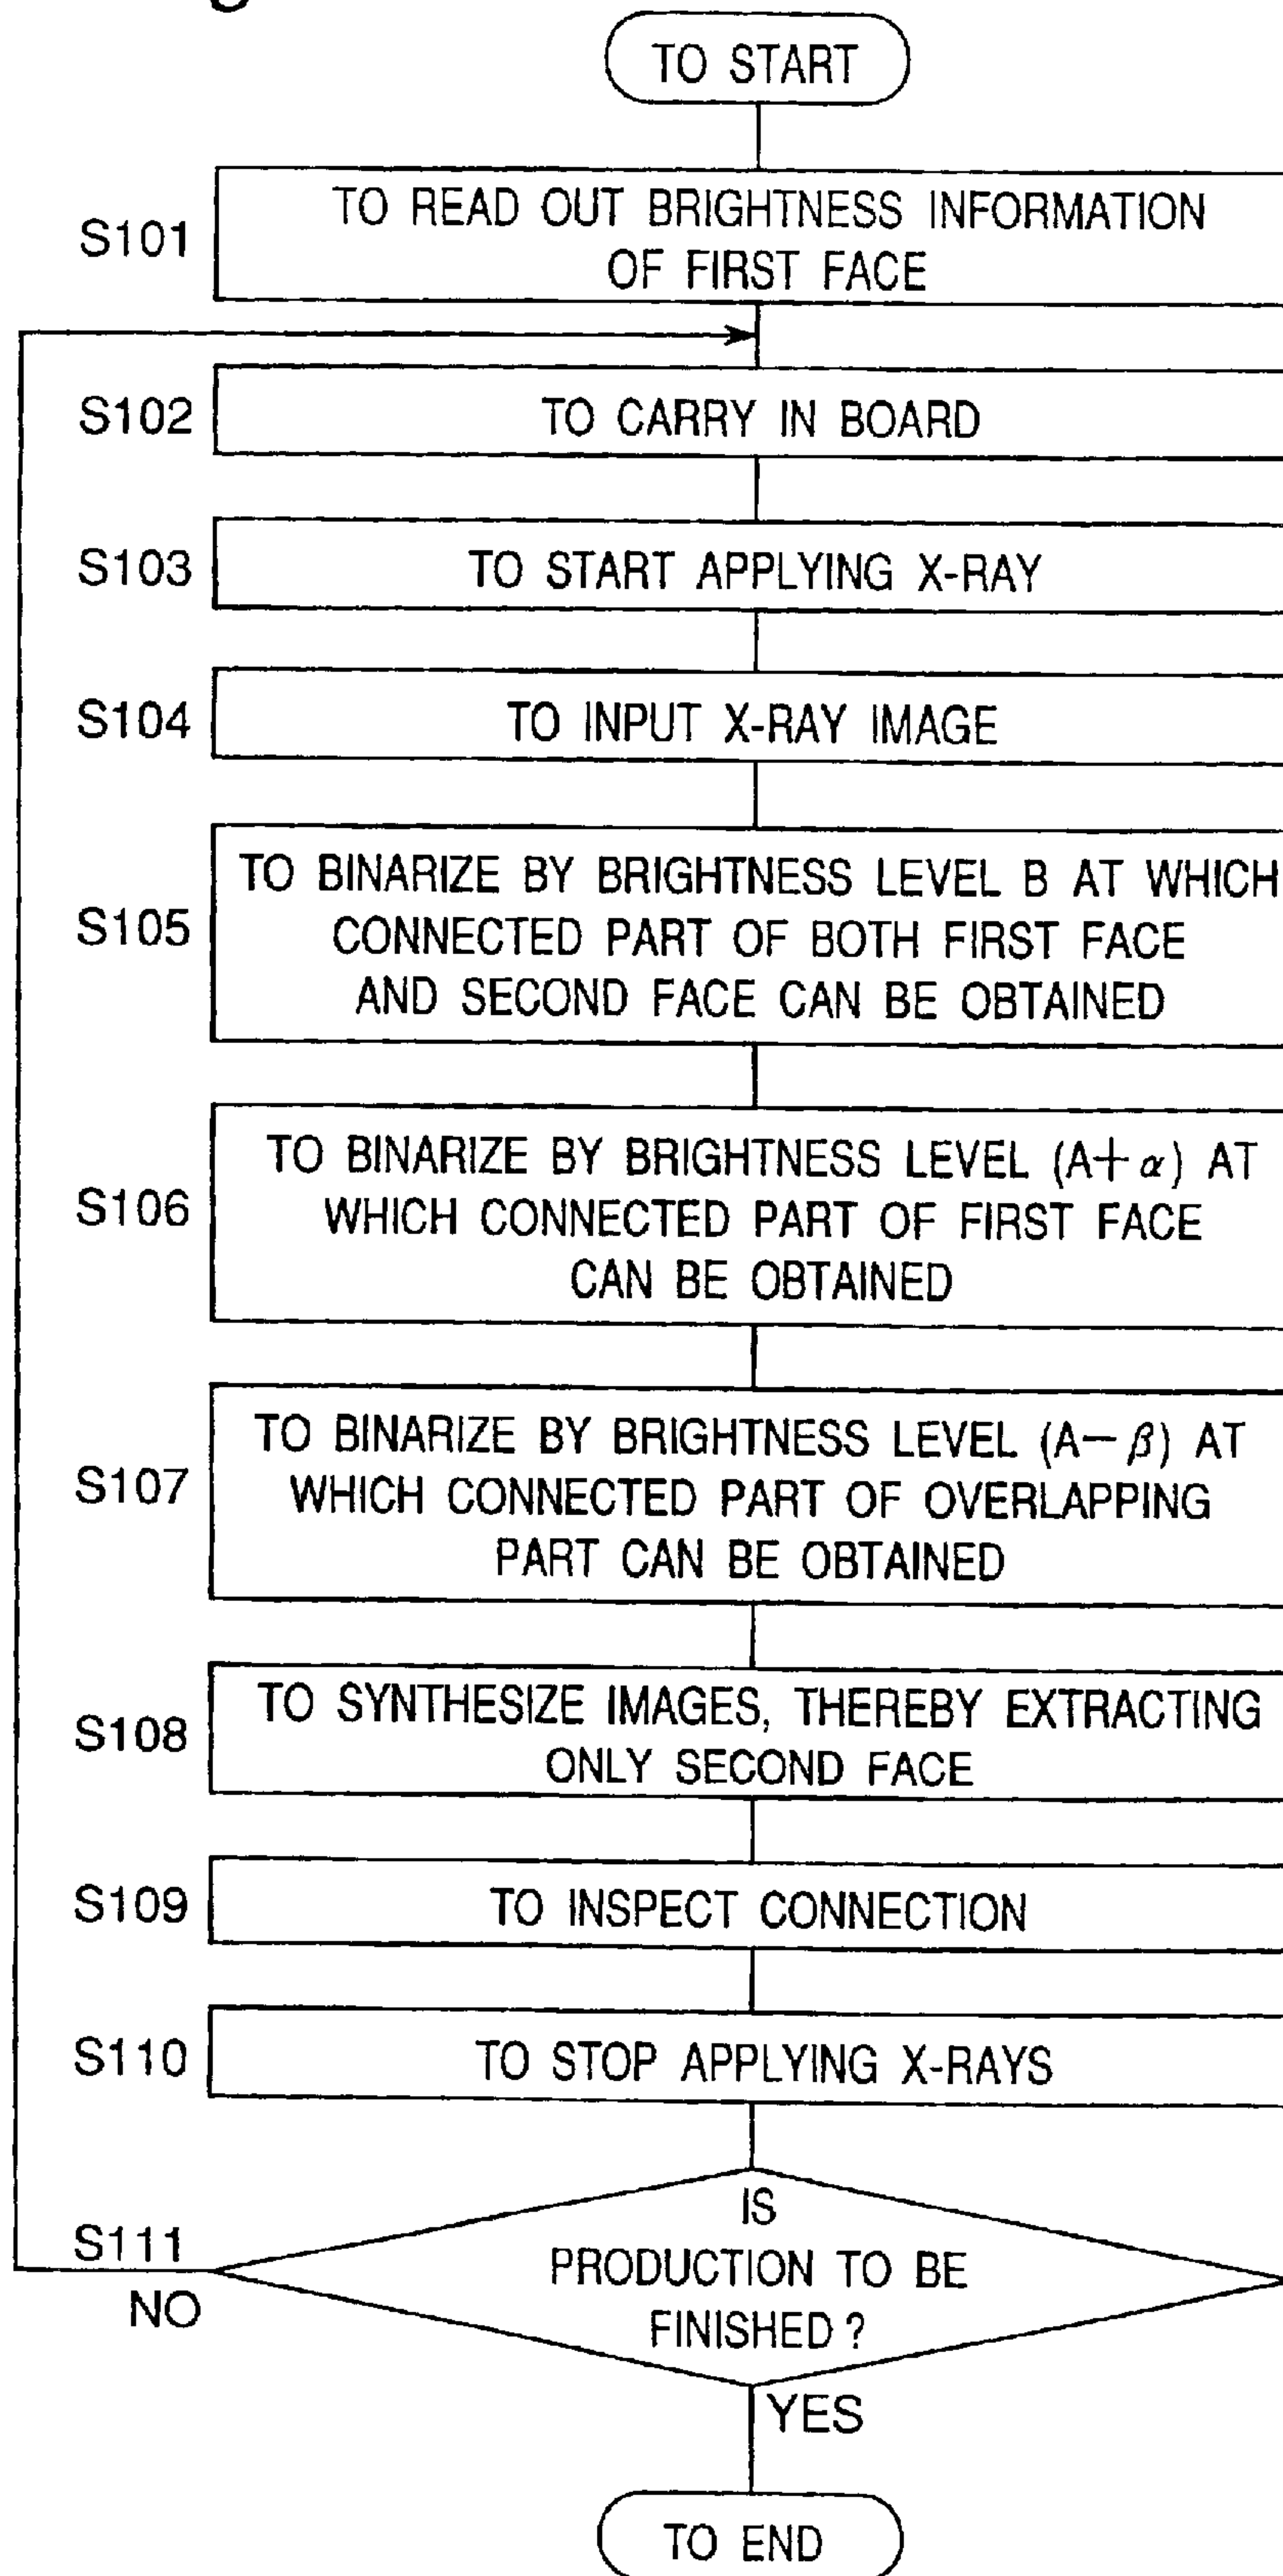 TO START
S101
TO READ OUT BRIGHTNESS INFORMATION
OF FIRST FACE
S102
TO CARRY IN BOARD
S103
TO START APPLYING X-RAY
S104
TO INPUT X-RAY IMAGE
S105
TO BINARIZE BY BRIGHTNESS LEVEL B AT WHICH
CONNECTED PART OF BOTH FIRST FACE
AND SECOND FACE CAN BE OBTAINED
S106
TO BINARIZE BY BRIGHTNESS LEVEL (A+α) AT
WHICH CONNECTED PART OF FIRST FACE
CAN BE OBTAINED
S107
TO BINARIZE BY BRIGHTNESS LEVEL (A−β) AT
WHICH CONNECTED PART OF OVERLAPPING
PART CAN BE OBTAINED
S108
TO SYNTHESIZE IMAGES, THEREBY EXTRACTING
ONLY SECOND FACE
S109
TO INSPECT CONNECTION
S110
TO STOP APPLYING X-RAYS
S111
NO
IS
PRODUCTION TO BE
FINISHED ?
YES
TO END